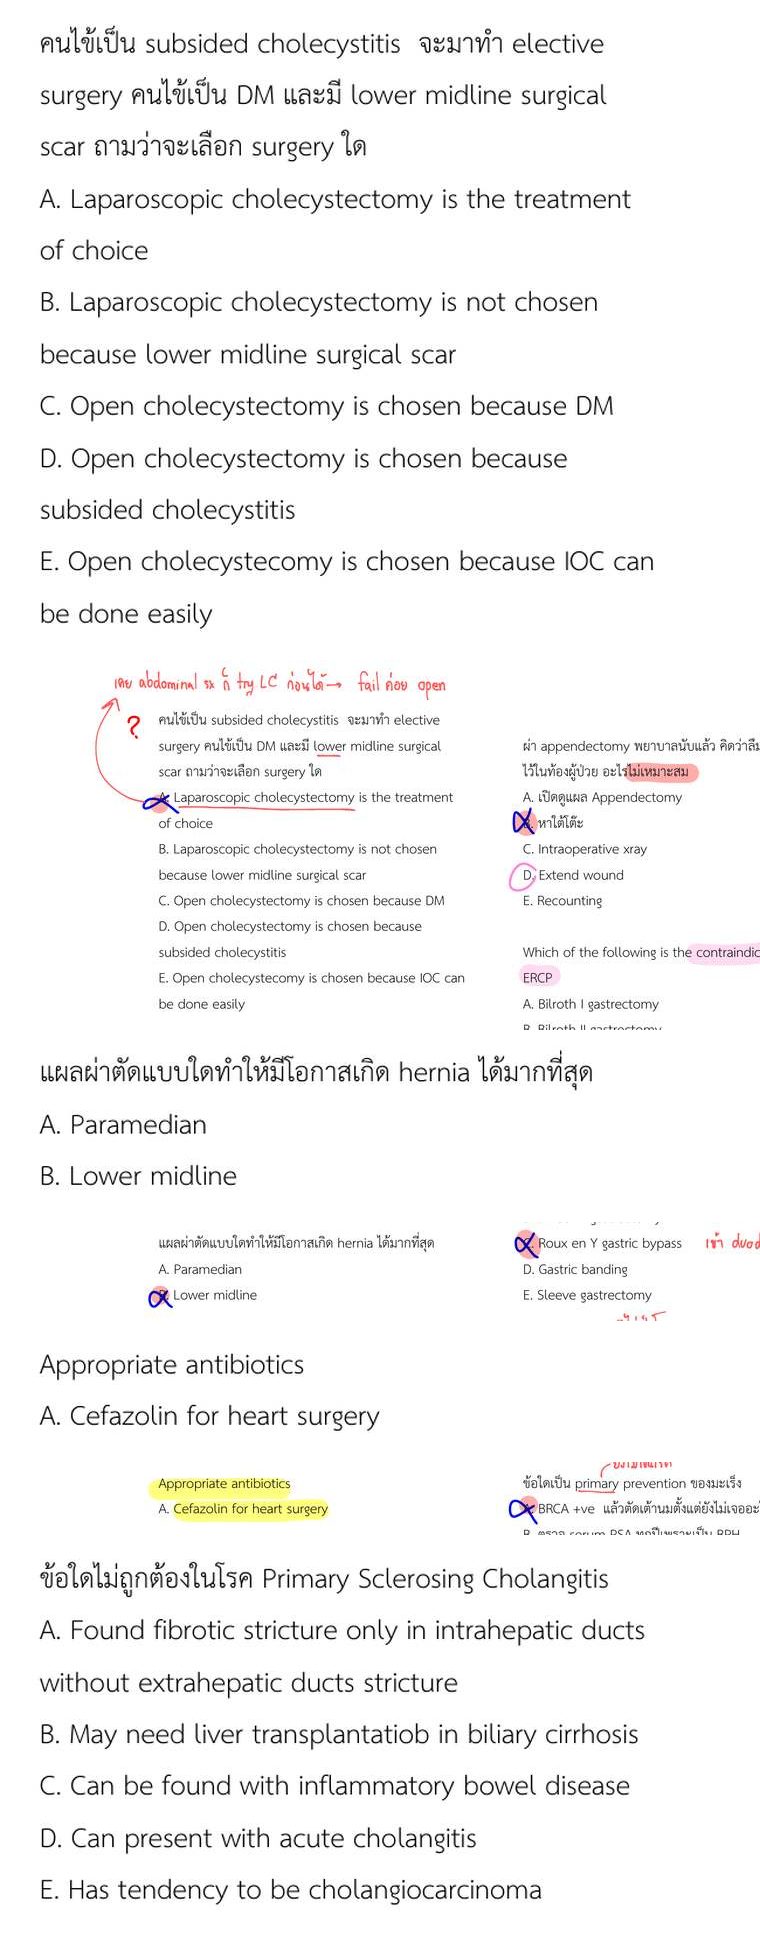 คนไข้เป็น subsided cholecystitis จะมาทำ elective
surgery คนไข้เป็น DM และมี lower midline surgical
scar ถามว่าจะเลือก surgery ใด
A. Laparoscopic cholecystectomy is the treatment
of choice
B. Laparoscopic cholecystectomy is not chosen
because lower midline surgical scar
C. Open cholecystectomy is chosen because DM
D. Open cholecystectomy is chosen because
subsided cholecystitis
E. Open cholecystecomy is chosen because IOC can
be done easily
เคย abdominal sx ก็ try LC ก่อนได้→ fail ค่อย open
?
คนไข้เป็น subsided cholecystitis จะมาทำ elective
surgery คนไข้เป็น DM และมี lower midline surgical
scar ถามว่าจะเลือก surgery ใด
A. Laparoscopic cholecystectomy is the treatment
of choice
B. Laparoscopic cholecystectomy is not chosen
because lower midline surgical scar
C. Open cholecystectomy is chosen because DM
D. Open cholecystectomy is chosen because
subsided cholecystitis
E. Open cholecystecomy is chosen because IOC can
be done easily
ผ่า appendectomy พยาบาลนับแล้ว คิดว่าลืม
ไว้ในท้องผู้ป่วย อะไรไม่เหมาะสม
A. เปิดดูแผล Appendectomy
หาใต้โต๊ะ
C. Intraoperative xray
D. Extend wound
E. Recounting
Which of the following is the contraindic
ERCP
A. Bilroth I gastrectomy
B. Bilroth II gastrectomy
แผลผ่าตัดแบบใดทำให้มีโอกาสเกิด hernia ได้มากที่สุด
A. Paramedian
B. Lower midline
แผลผ่าตัดแบบใดทำให้มีโอกาสเกิด hernia ได้มากที่สุด
A. Paramedian
Lower midline
Roux en Y gastric bypass เข้า duod
D. Gastric banding
E. Sleeve gastrectomy
Appropriate antibiotics
A. Cefazolin for heart surgery
Appropriate antibiotics
A. Cefazolin for heart surgery
ข้อใดเป็น primary prevention ของมะเร็ง
BRCA +ve แล้วตัดเต้านมตั้งแต่ยังไม่เจออะไ
ข้อใดไม่ถูกต้องในโรค Primary Sclerosing Cholangitis
A. Found fibrotic stricture only in intrahepatic ducts
without extrahepatic ducts stricture
B. May need liver transplantatiob in biliary cirrhosis
C. Can be found with inflammatory bowel disease
D. Can present with acute cholangitis
E. Has tendency to be cholangiocarcinoma